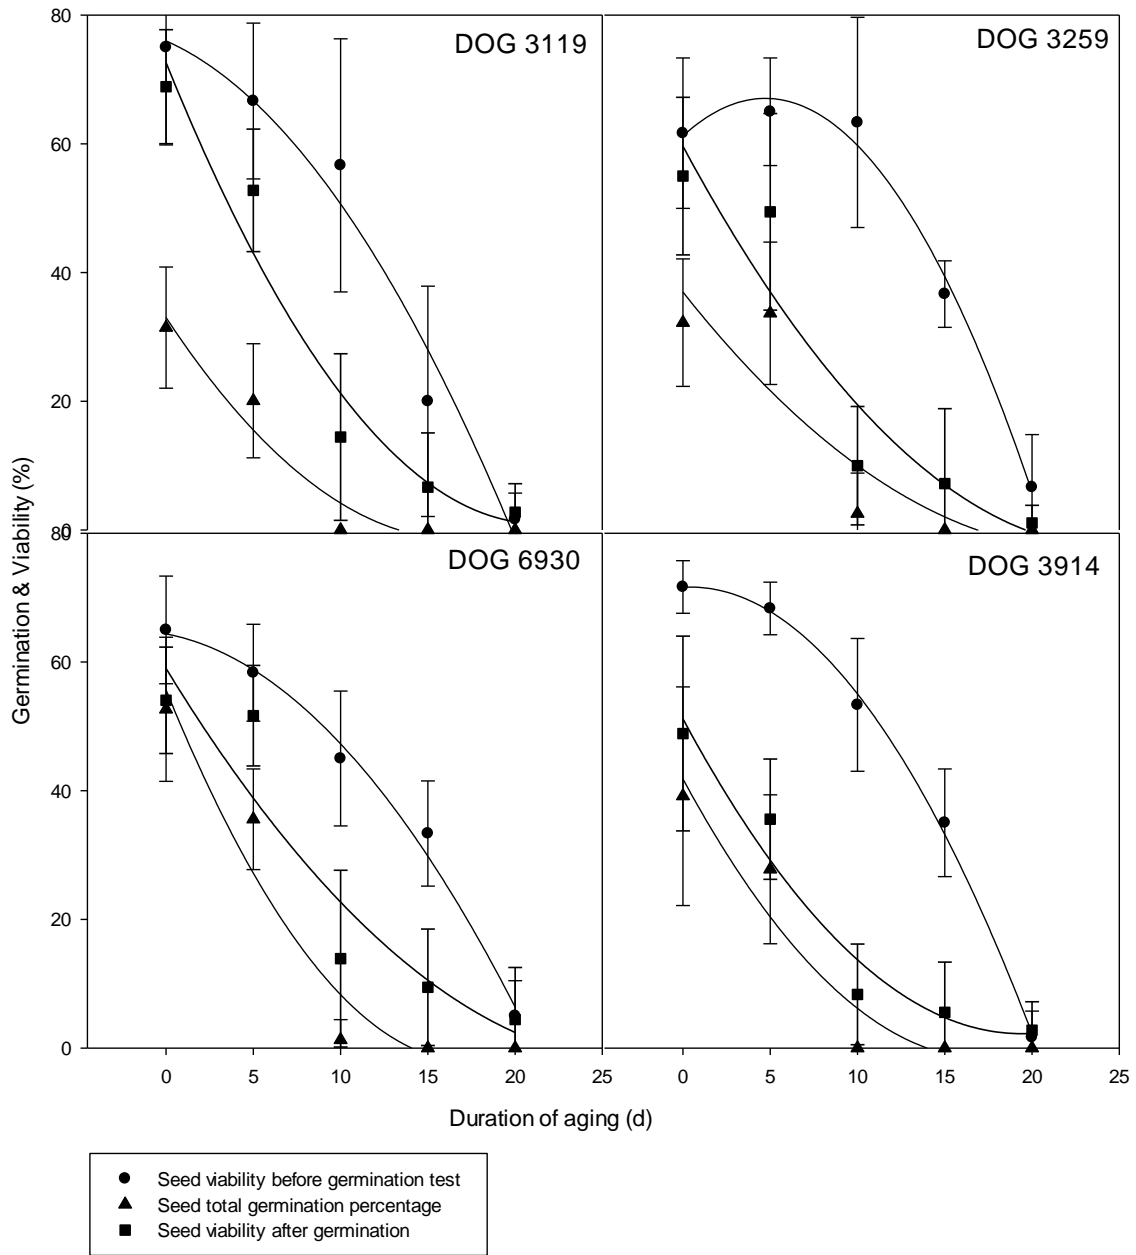 80
DOG 3119
DOG 3259
60
40
20
0
80
DOG 6930
DOG 3914
60
40
20
0
Germination & Viability (%)
0 5 10 15 20 25
0 5 10 15 20 25
Duration of aging (d)
Seed viability before germination test
Seed total germination percentage
Seed viability after germination